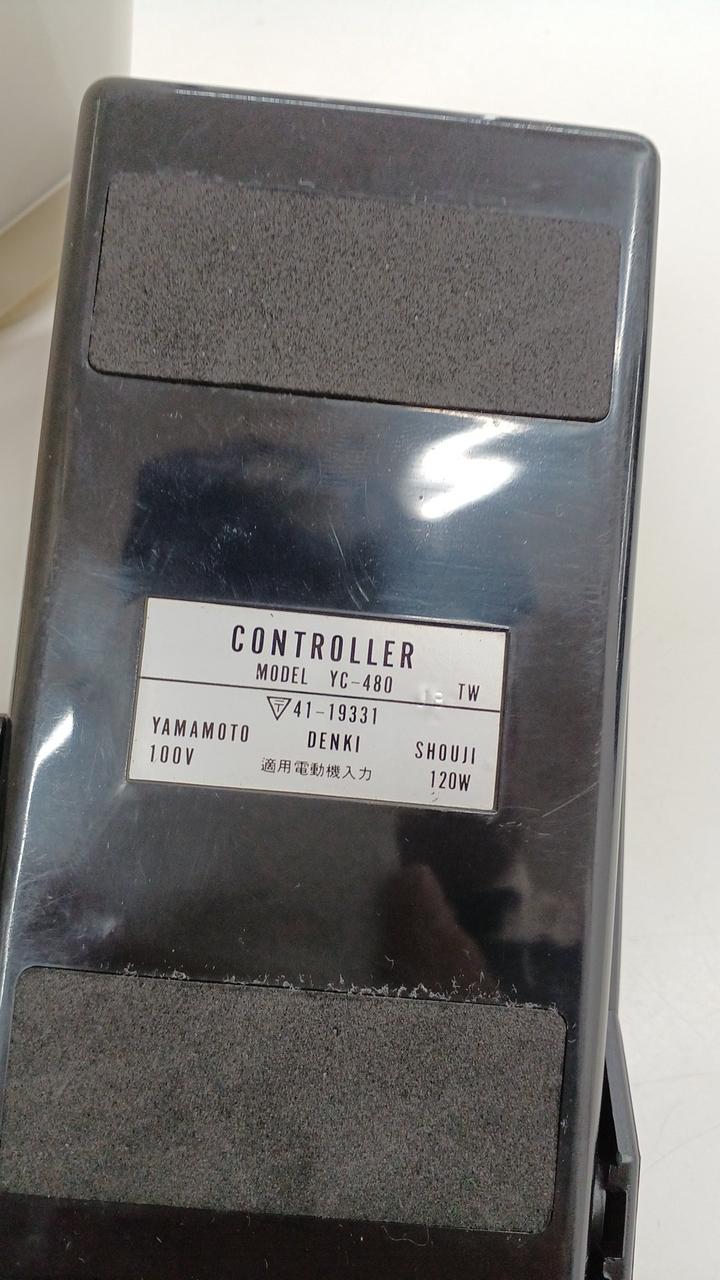 CONTROLLER
MODEL YC-480 TW
〒 41-19331
YAMAMOTO DENKI SHOUJI
100V 適用電動機入力 120W